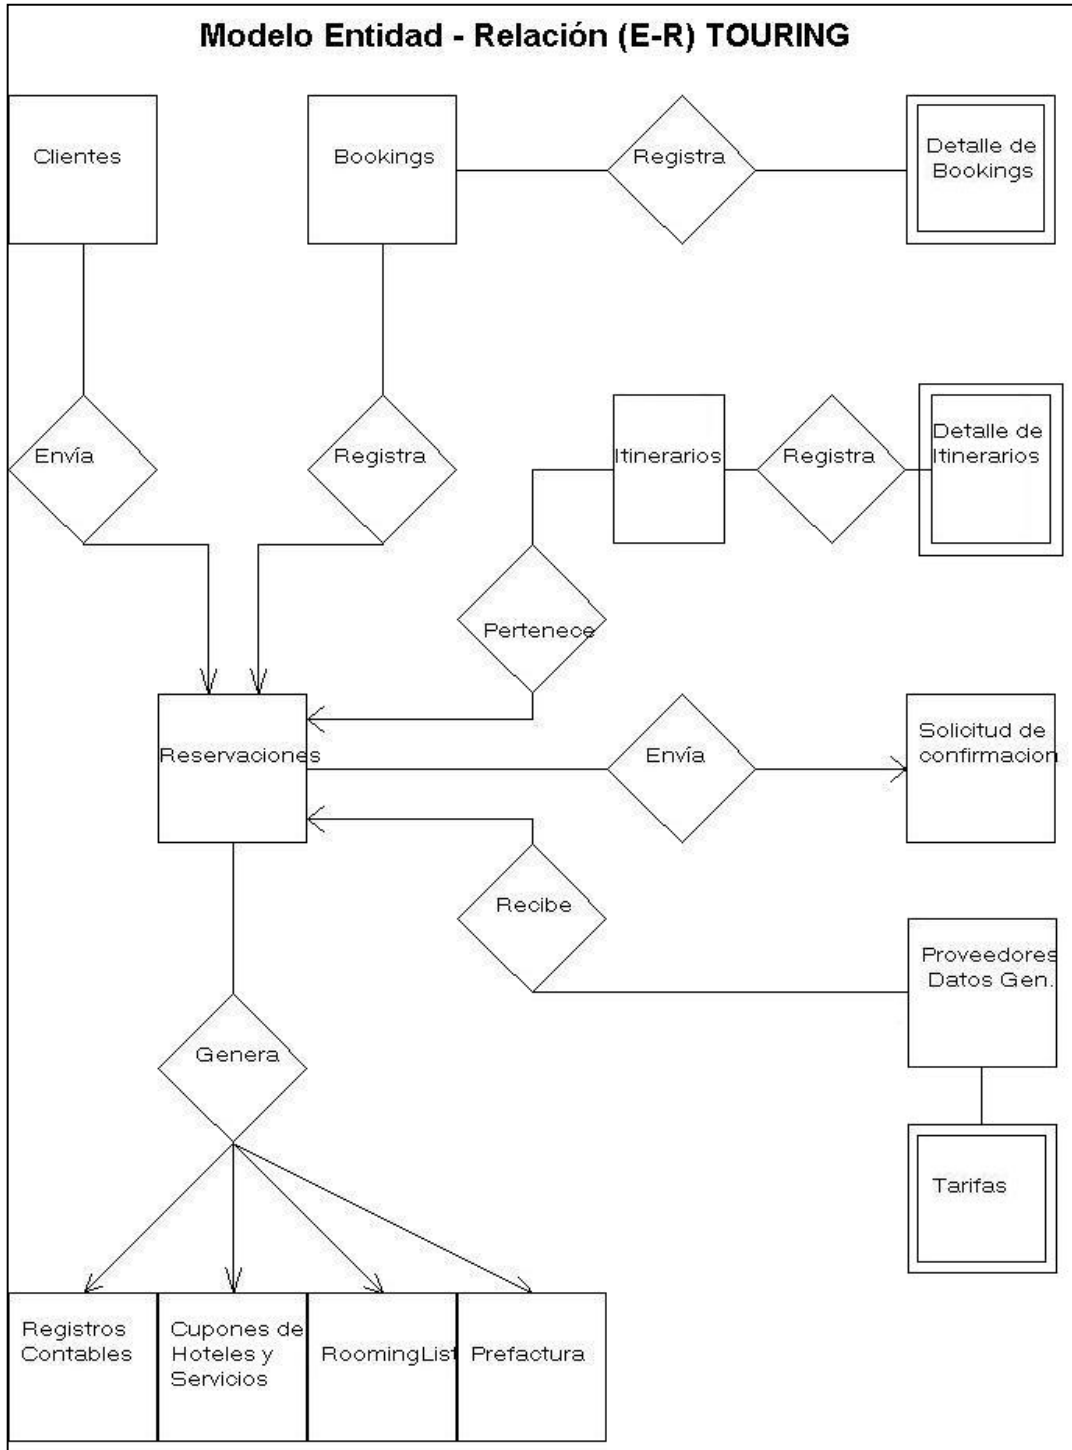 Modelo Entidad - Relación (E-R) TOURING
Clientes
Bookings
Registra
Detalle de
Bookings
Envía
Registra
Itinerarios
Registra
Detalle de
Itinerarios
Pertenece
Reservaciones
Envía
Solicitud de
confirmacion
Recibe
Proveedores
Datos Gen.
Genera
Tarifas
Registros
Contables
Cupones de
Hoteles y
Servicios
RoomingList
Prefactura